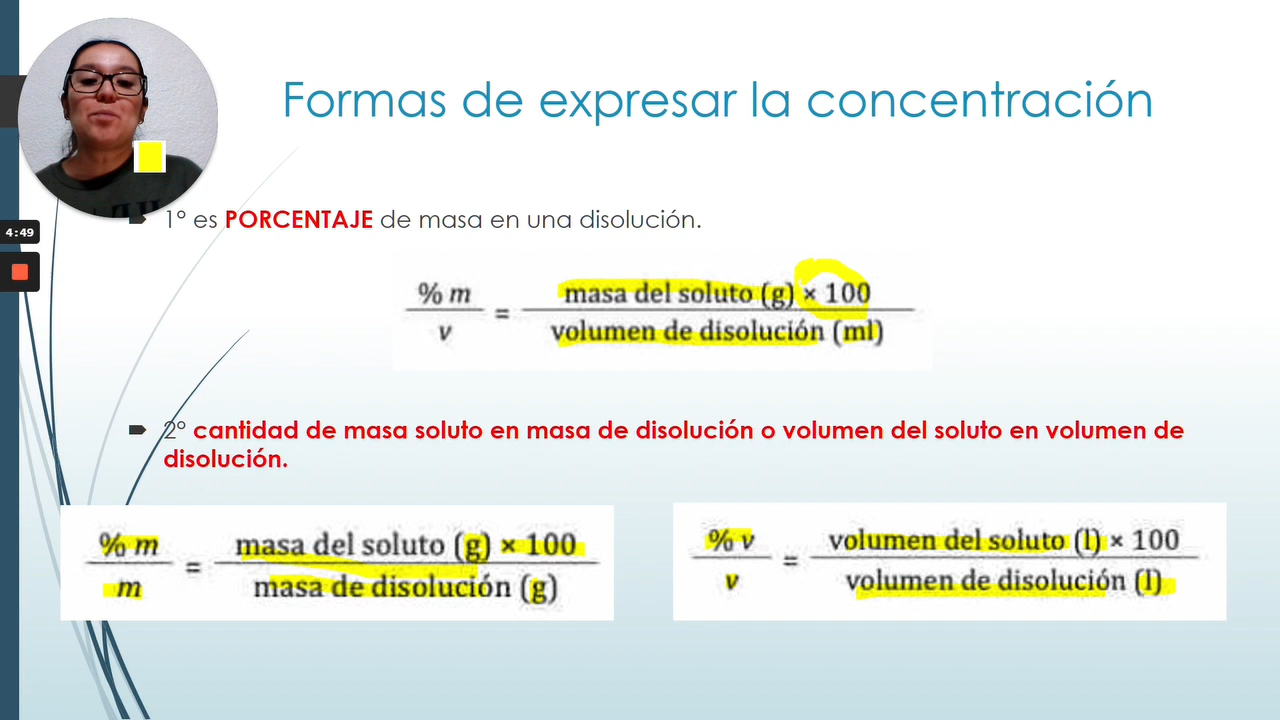 Formas de expresar la concentración
4:49
1° es PORCENTAJE de masa en una disolución.
% m / v = masa del soluto (g) × 100 / volumen de disolución (ml)
2° cantidad de masa soluto en masa de disolución o volumen del soluto en volumen de
disolución.
% m / m = masa del soluto (g) × 100 / masa de disolución (g)
% v / v = volumen del soluto (l) × 100 / volumen de disolución (l)